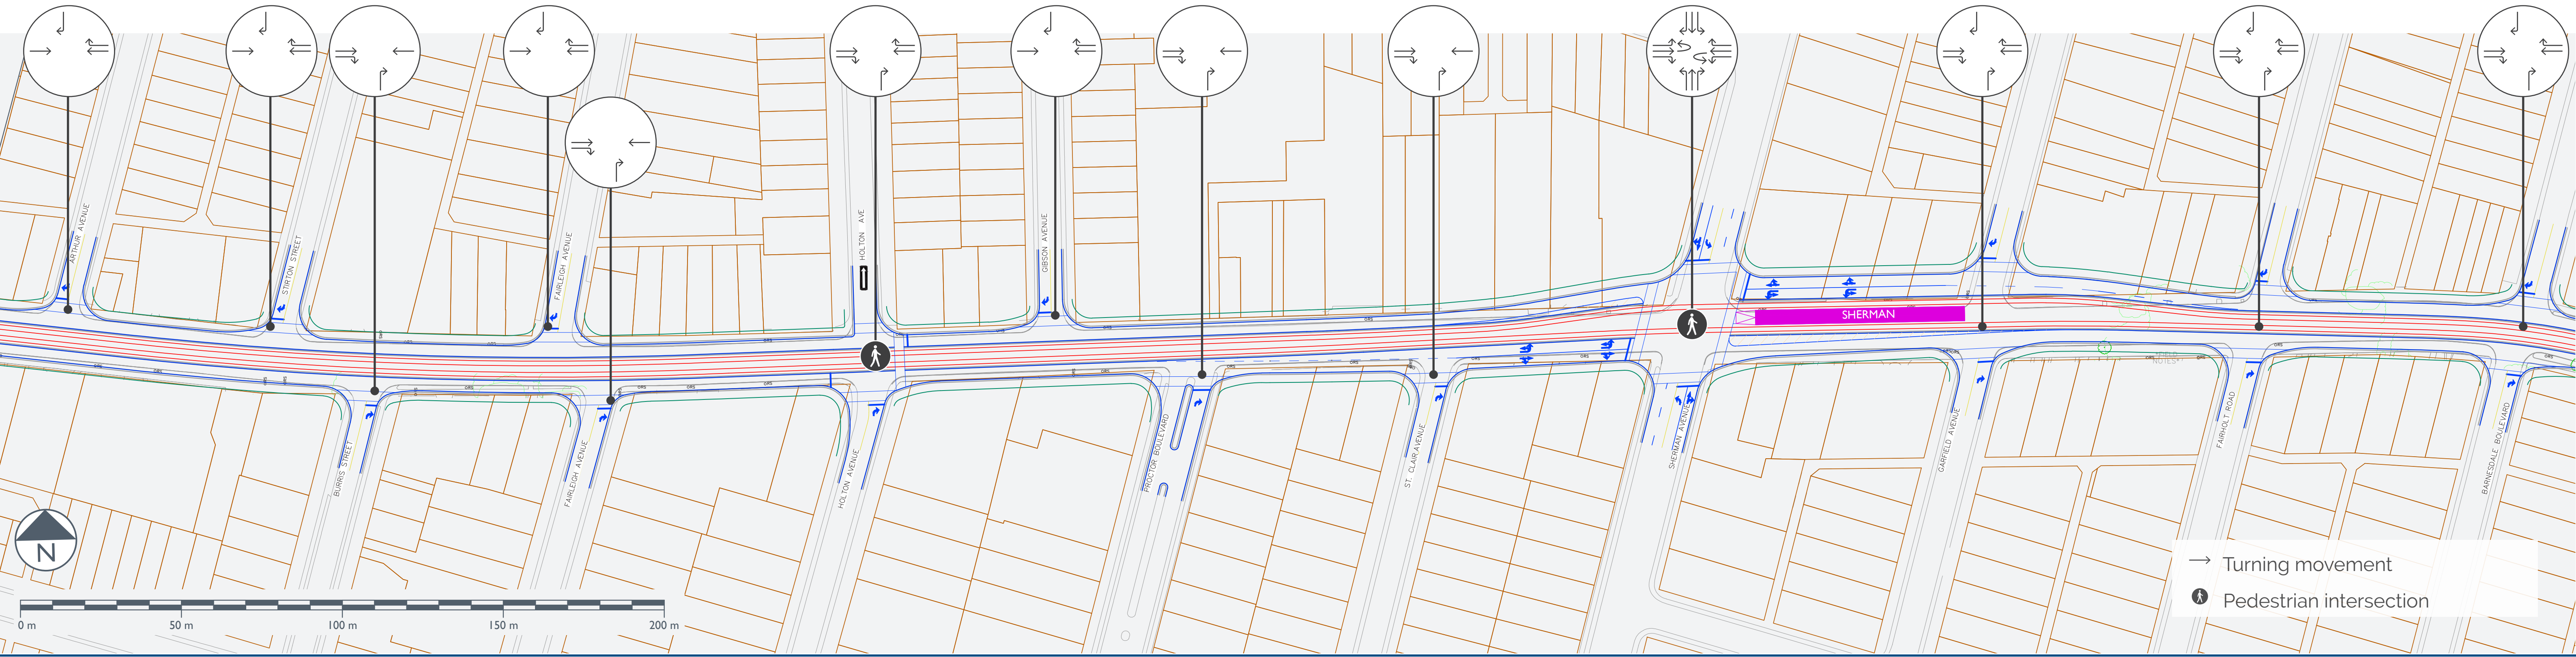 ARTHUR AVENUE
STIRTON STREET
FAIRLEIGH AVENUE
HOLTON AVE
GIBSON AVENUE
SHERMAN
BURRIS STREET
FAIRLEIGH AVENUE
HOLTON AVENUE
PROCTOR BOULEVARD
ST. CLAIR AVENUE
SHERMAN AVENUE
GARFIELD AVENUE
FAIRHOLT ROAD
BARNESDALE BOULEVARD
N
0 m 50 m 100 m 150 m 200 m
Turning movement
Pedestrian intersection